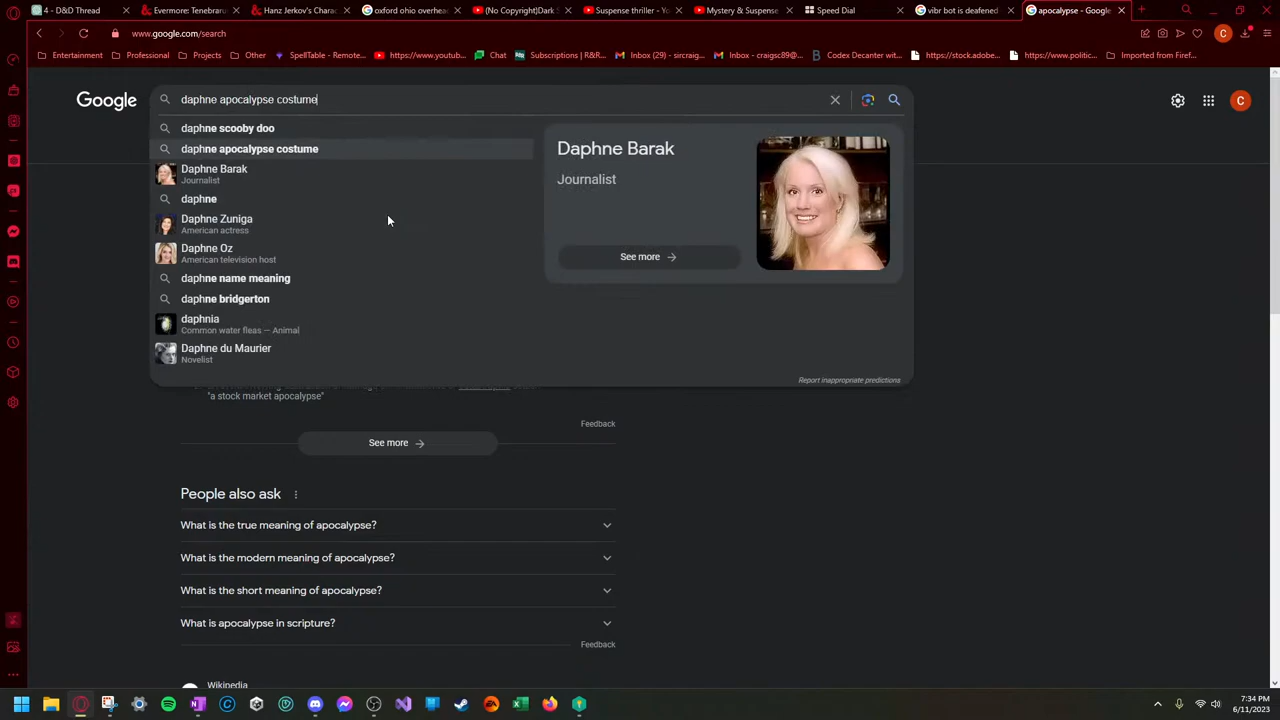 4 - D&D Thread
Evermore: Tenebraru
Hanz Jerkov's Charac
oxford ohio overhead
(No Copyright)Dark S
Suspense thriller - Yo
Mystery & Suspense
Speed Dial
vibr bot is deafened
apocalypse - Google
www.google.com/search
C
Entertainment
Professional
Projects
Other
SpellTable - Remote...
https://www.youtub...
Chat
Subscriptions | R&R...
Inbox - sircraig...
Inbox - craigsc89@...
Codex Decanter wit...
https://stock.adobe...
https://www.politic...
Imported from Firef...
Google
daphne apocalypse costume
C
daphne scooby doo
daphne apocalypse costume
Daphne Barak
Journalist
daphne
Daphne Zuniga
American actress
Daphne Oz
American television host
daphne name meaning
daphne bridgerton
daphnia
Common water fleas — Animal
Daphne du Maurier
Novelist
Daphne Barak
Journalist
See more
Report inappropriate predictions
"a stock market apocalypse"
Feedback
See more
People also ask
What is the true meaning of apocalypse?
What is the modern meaning of apocalypse?
What is the short meaning of apocalypse?
What is apocalypse in scripture?
Feedback
Wikipedia
7:34 PM
6/11/2023